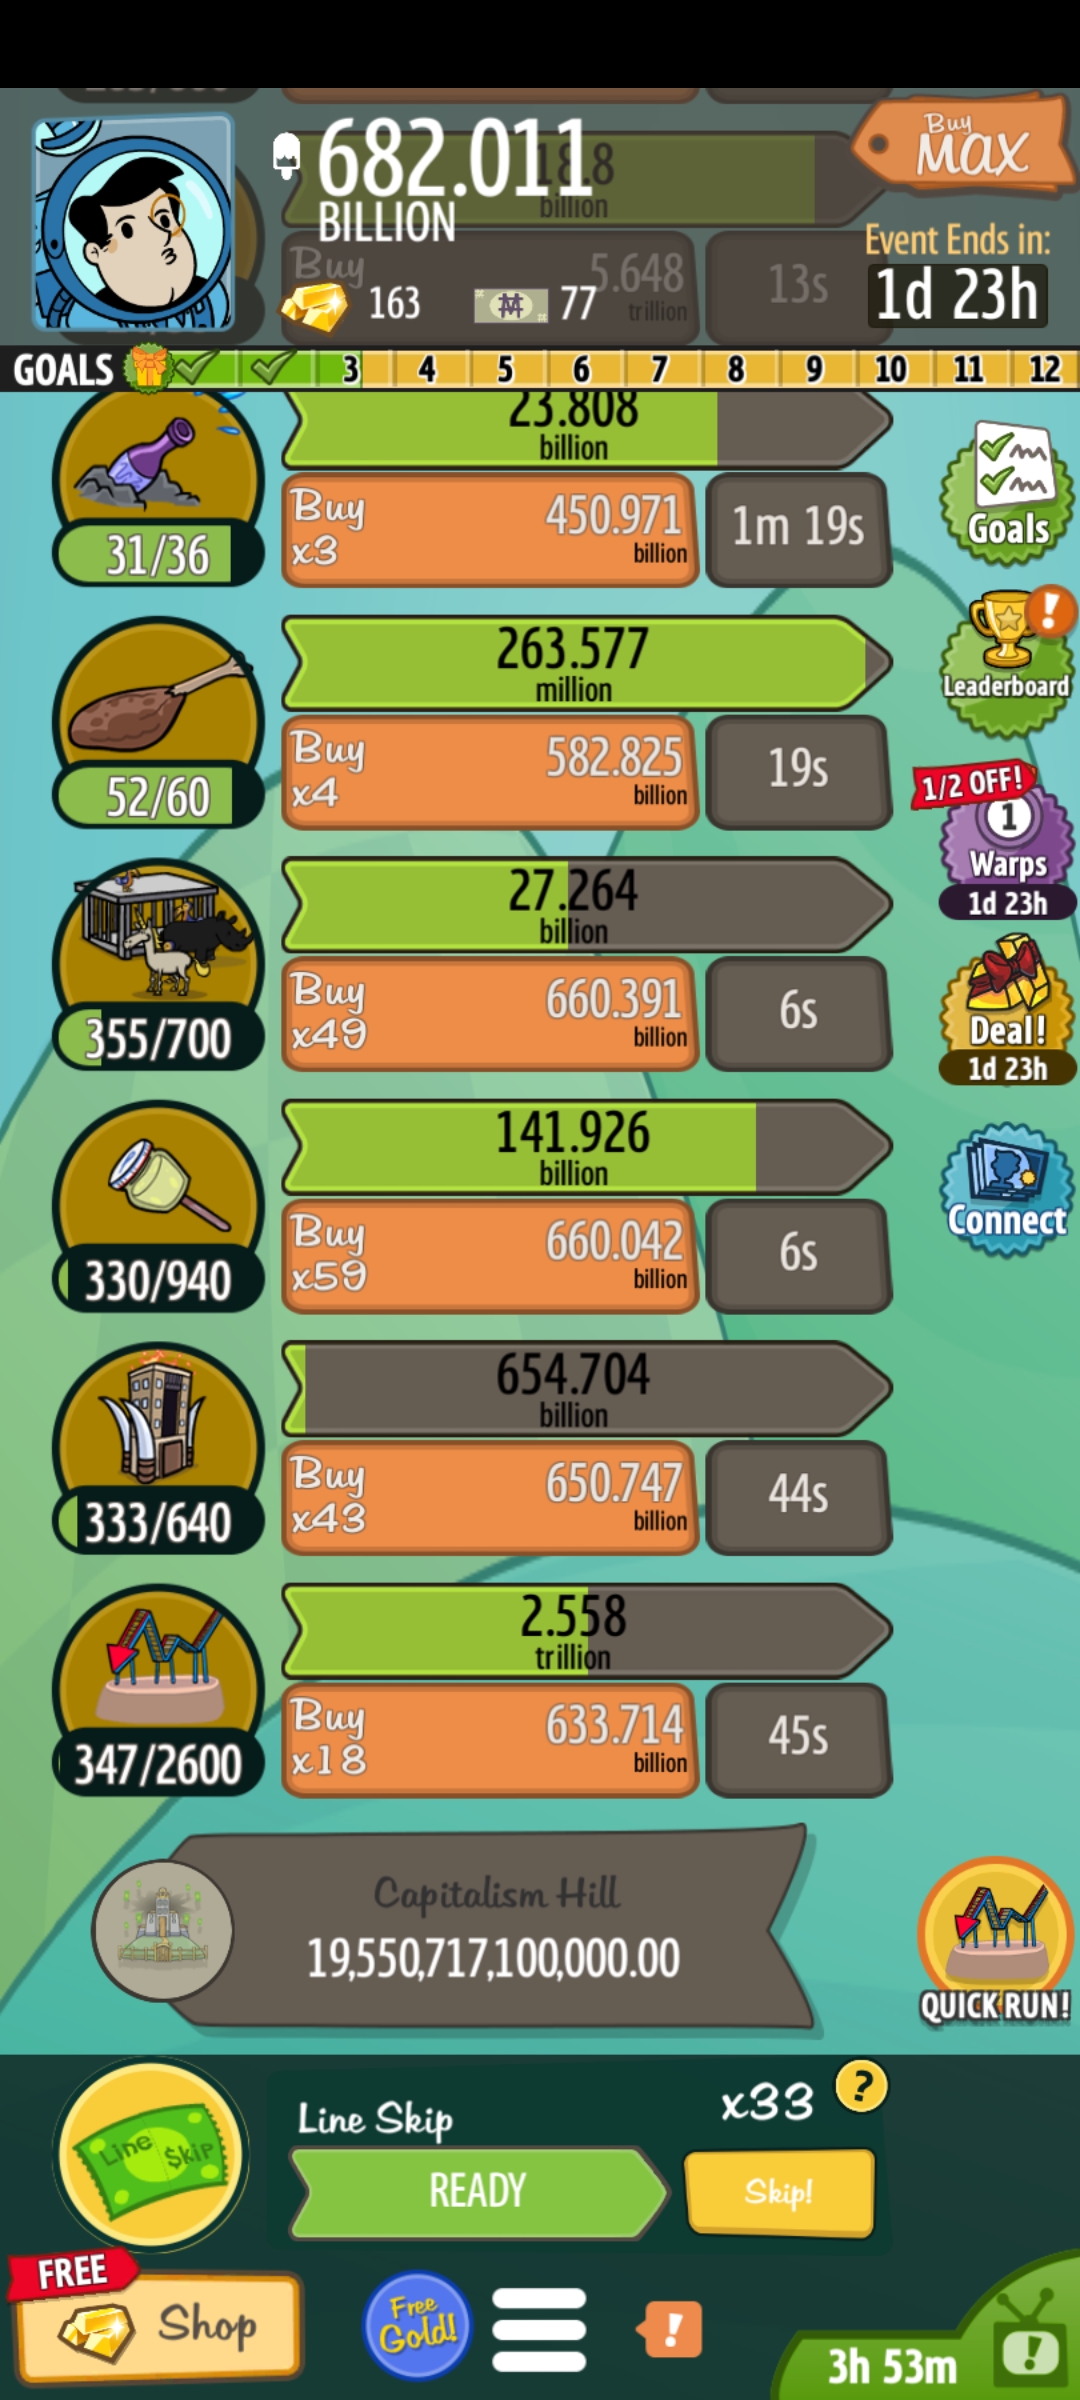 682.011
BILLION
18.8
billion
Buy
MAX
Buy
5.648
trillion
13s
163
77
Event Ends in:
1d 23h
GOALS
3
4
5
6
7
8
9
10
11
12
23.808
billion
31/36
Buy
x3
450.971
billion
1m 19s
Goals
263.577
million
52/60
Buy
x4
582.825
billion
19s
Leaderboard
1/2 OFF!
1
Warps
1d 23h
27.264
billion
355/700
Buy
x49
660.391
billion
6s
Deal!
1d 23h
141.926
billion
330/940
Buy
x59
660.042
billion
6s
Connect
654.704
billion
333/640
Buy
x43
650.747
billion
44s
2.558
trillion
347/2600
Buy
x18
633.714
billion
45s
Capitalism Hill
19,550,717,100,000.00
QUICK RUN!
Line $kip
Line Skip
x33
?
READY
Skip!
FREE
Shop
Free
Gold!
!
3h 53m
!